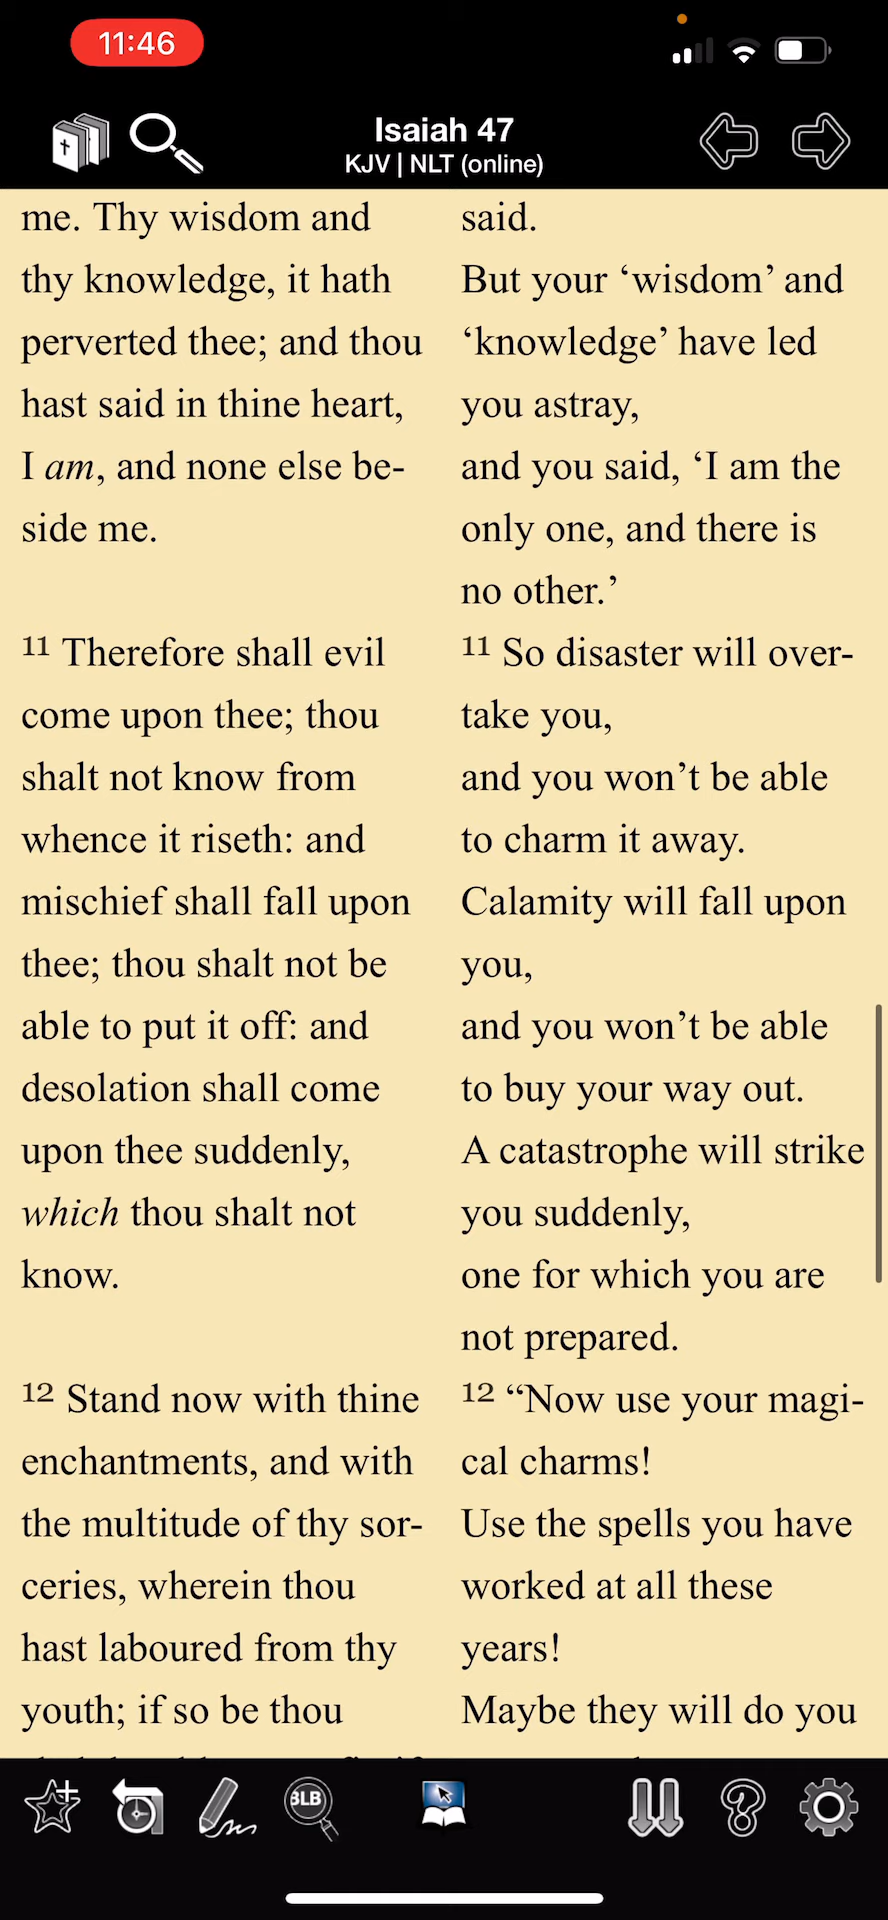 11:46
Isaiah 47
KJV | NLT (online)
me. Thy wisdom and
thy knowledge, it hath
perverted thee; and thou
hast said in thine heart,
I am, and none else be-
side me.
11 Therefore shall evil
come upon thee; thou
shalt not know from
whence it riseth: and
mischief shall fall upon
thee; thou shalt not be
able to put it off: and
desolation shall come
upon thee suddenly,
which thou shalt not
know.
12 Stand now with thine
enchantments, and with
the multitude of thy sor-
ceries, wherein thou
hast laboured from thy
youth; if so be thou
said.
But your ‘wisdom’ and
‘knowledge’ have led
you astray,
and you said, ‘I am the
only one, and there is
no other.’
11 So disaster will over-
take you,
and you won’t be able
to charm it away.
Calamity will fall upon
you,
and you won’t be able
to buy your way out.
A catastrophe will strike
you suddenly,
one for which you are
not prepared.
12 “Now use your magi-
cal charms!
Use the spells you have
worked at all these
years!
Maybe they will do you
BLB